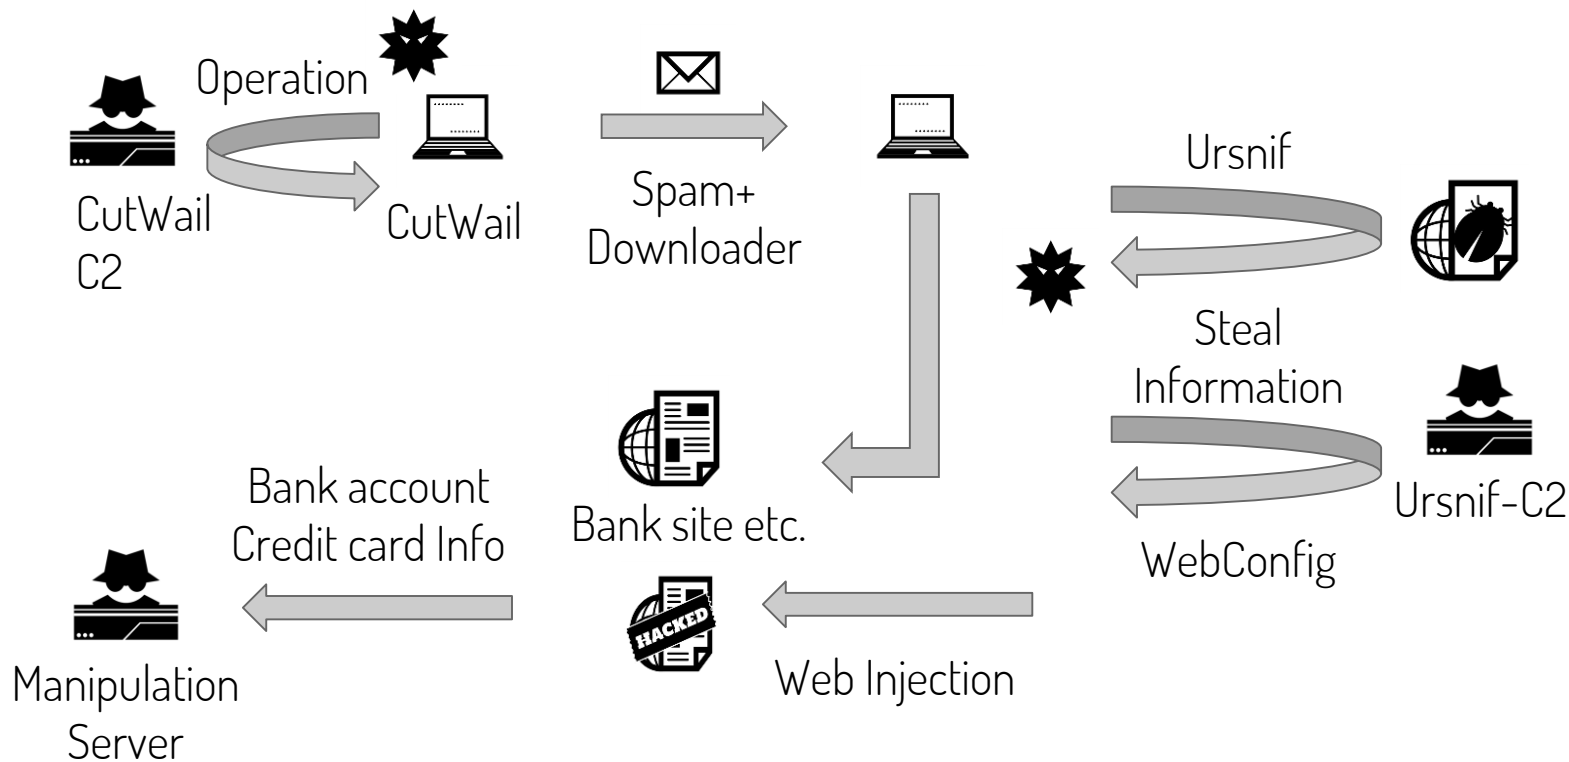 Operation
CutWail
C2
CutWail
Spam+
Downloader
Ursnif
Steal
Information
Ursnif-C2
WebConfig
Bank site etc.
HACKED
Web Injection
Bank account
Credit card Info
Manipulation
Server